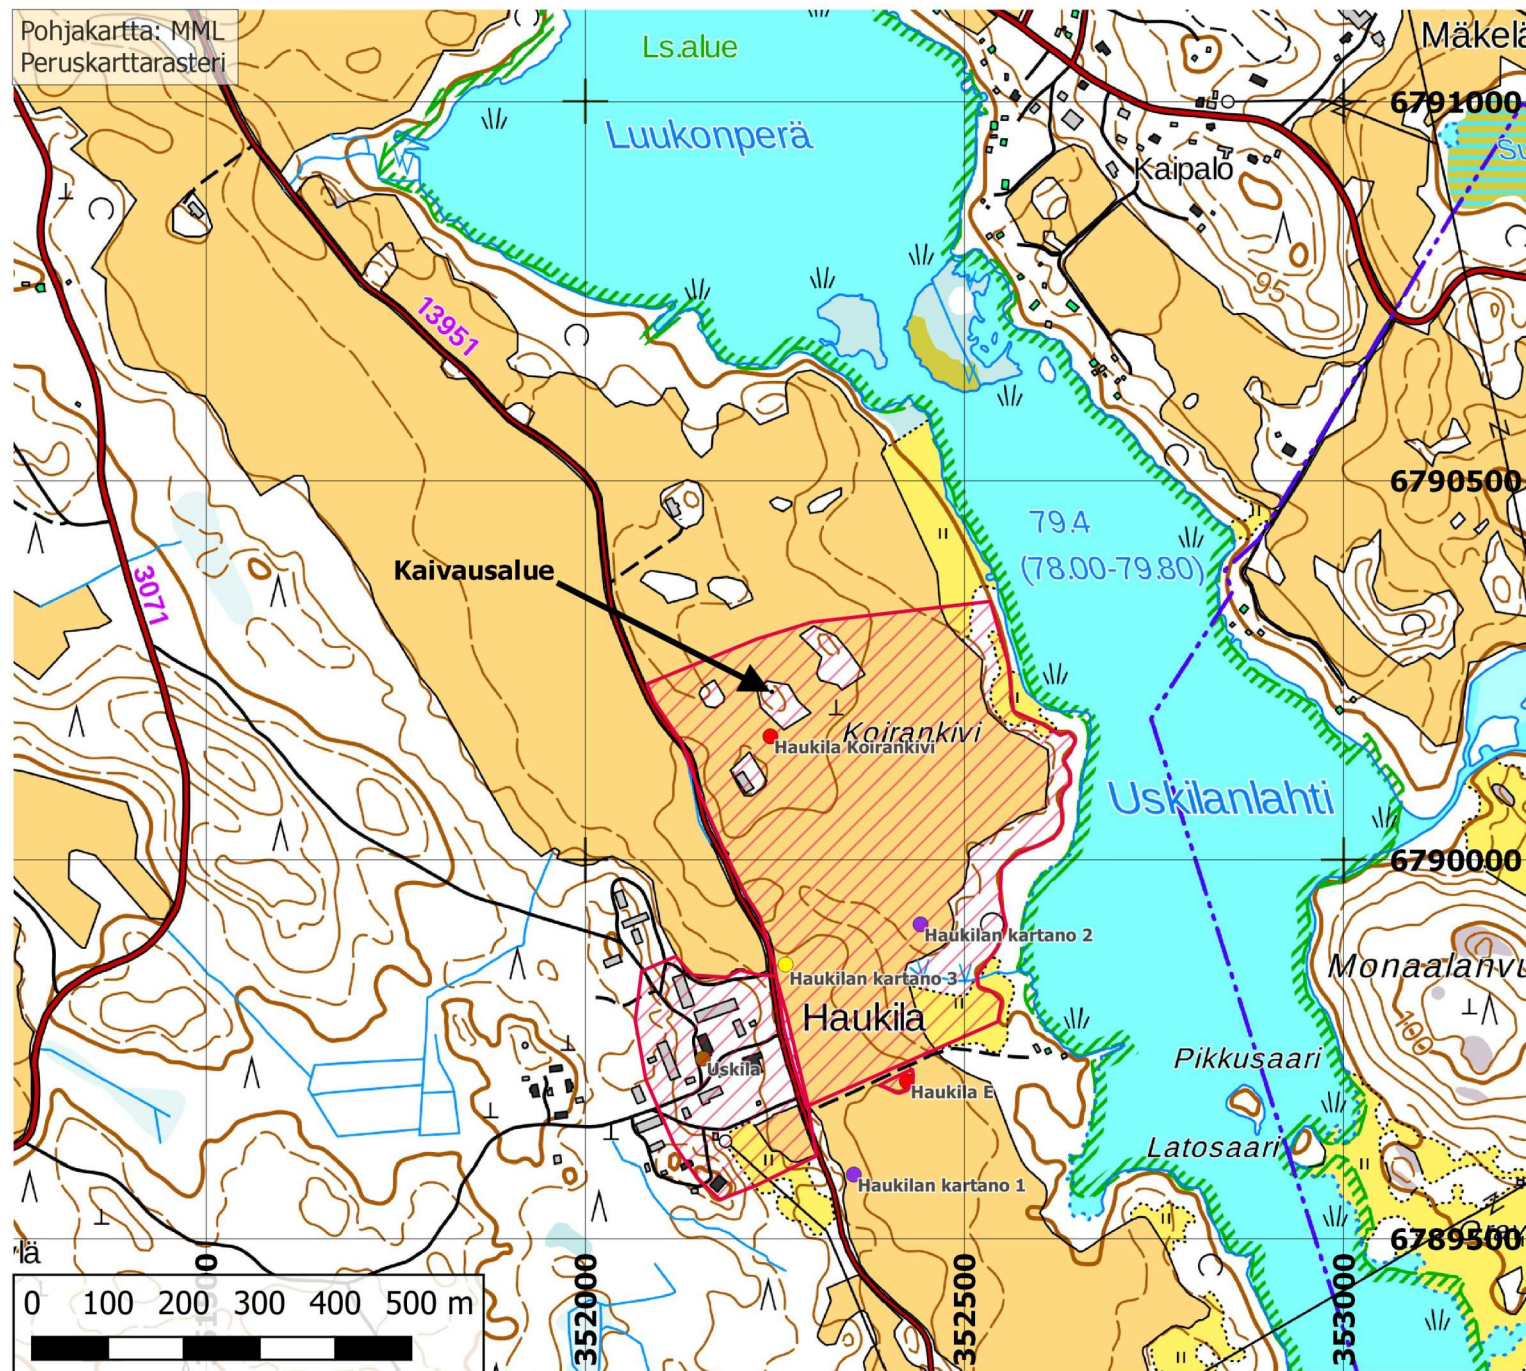 Pohjakartta: MML
Peruskarttarasteri
Ls.alue
Mäkelä
6791000
Luukonperä
Kaipalo
95
13951
6790500
79.4
(78.00-79.80)
Kaivausalue
3071
Koirankivi
Haukila Koirankivi
Uskilanlahti
6790000
Haukilan kartano 2
Haukilan kartano 3
Monaalanvu
Haukila
100
Uskila
Pikkusaari
Haukila E
Latosaari
Haukilan kartano 1
6789500
lä
0 100 200 300 400 500 m
352000
352500
353000